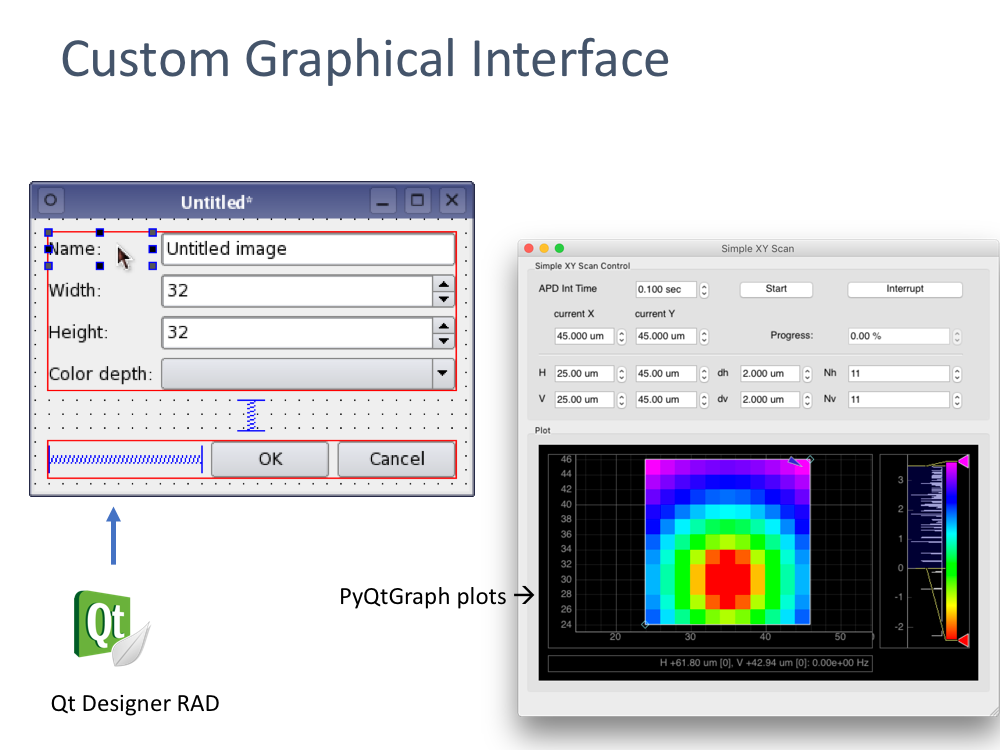 Custom Graphical Interface
Untitled*
Name: Untitled image
Width: 32
Height: 32
Color depth:
OK Cancel
Qt
Qt Designer RAD
PyQtGraph plots →
Simple XY Scan
Simple XY Scan Control
APD Int Time 0.100 sec Start Interrupt
current X current Y
45.000 um 45.000 um Progress: 0.00 %
H 25.00 um 45.00 um dh 2.000 um Nh 11
V 25.00 um 45.00 um dv 2.000 um Nv 11
Plot
46
44
42
40
38
36
34
32
30
28
26
24
20 30 40 50
3
2
1
0
-1
-2
H +61.80 um [0], V +42.94 um [0]: 0.00e+00 Hz